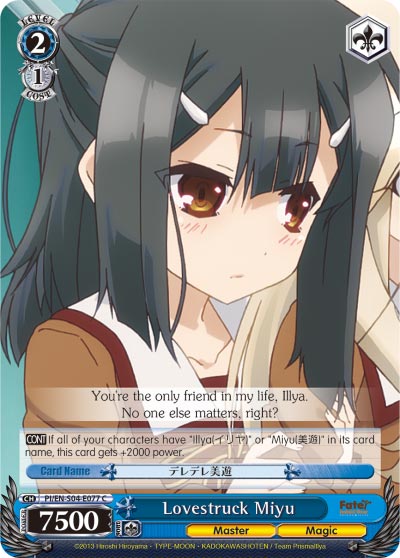 LEVEL
2
1
COST
You're the only friend in my life, Illya.
No one else matters, right?
CONT If all of your characters have "Illya(イリヤ)" or "Miyu(美遊)" in its card
name, this card gets +2000 power.
Card Name
デレデレ美遊
CH PI/EN-S04-E077 C
7500
Lovestruck Miyu
Fate
Master
Magic
©2013 Hiroshi Hiroyama・TYPE-MOON・KADOKAWASHOTEN / Team PrismaIllya